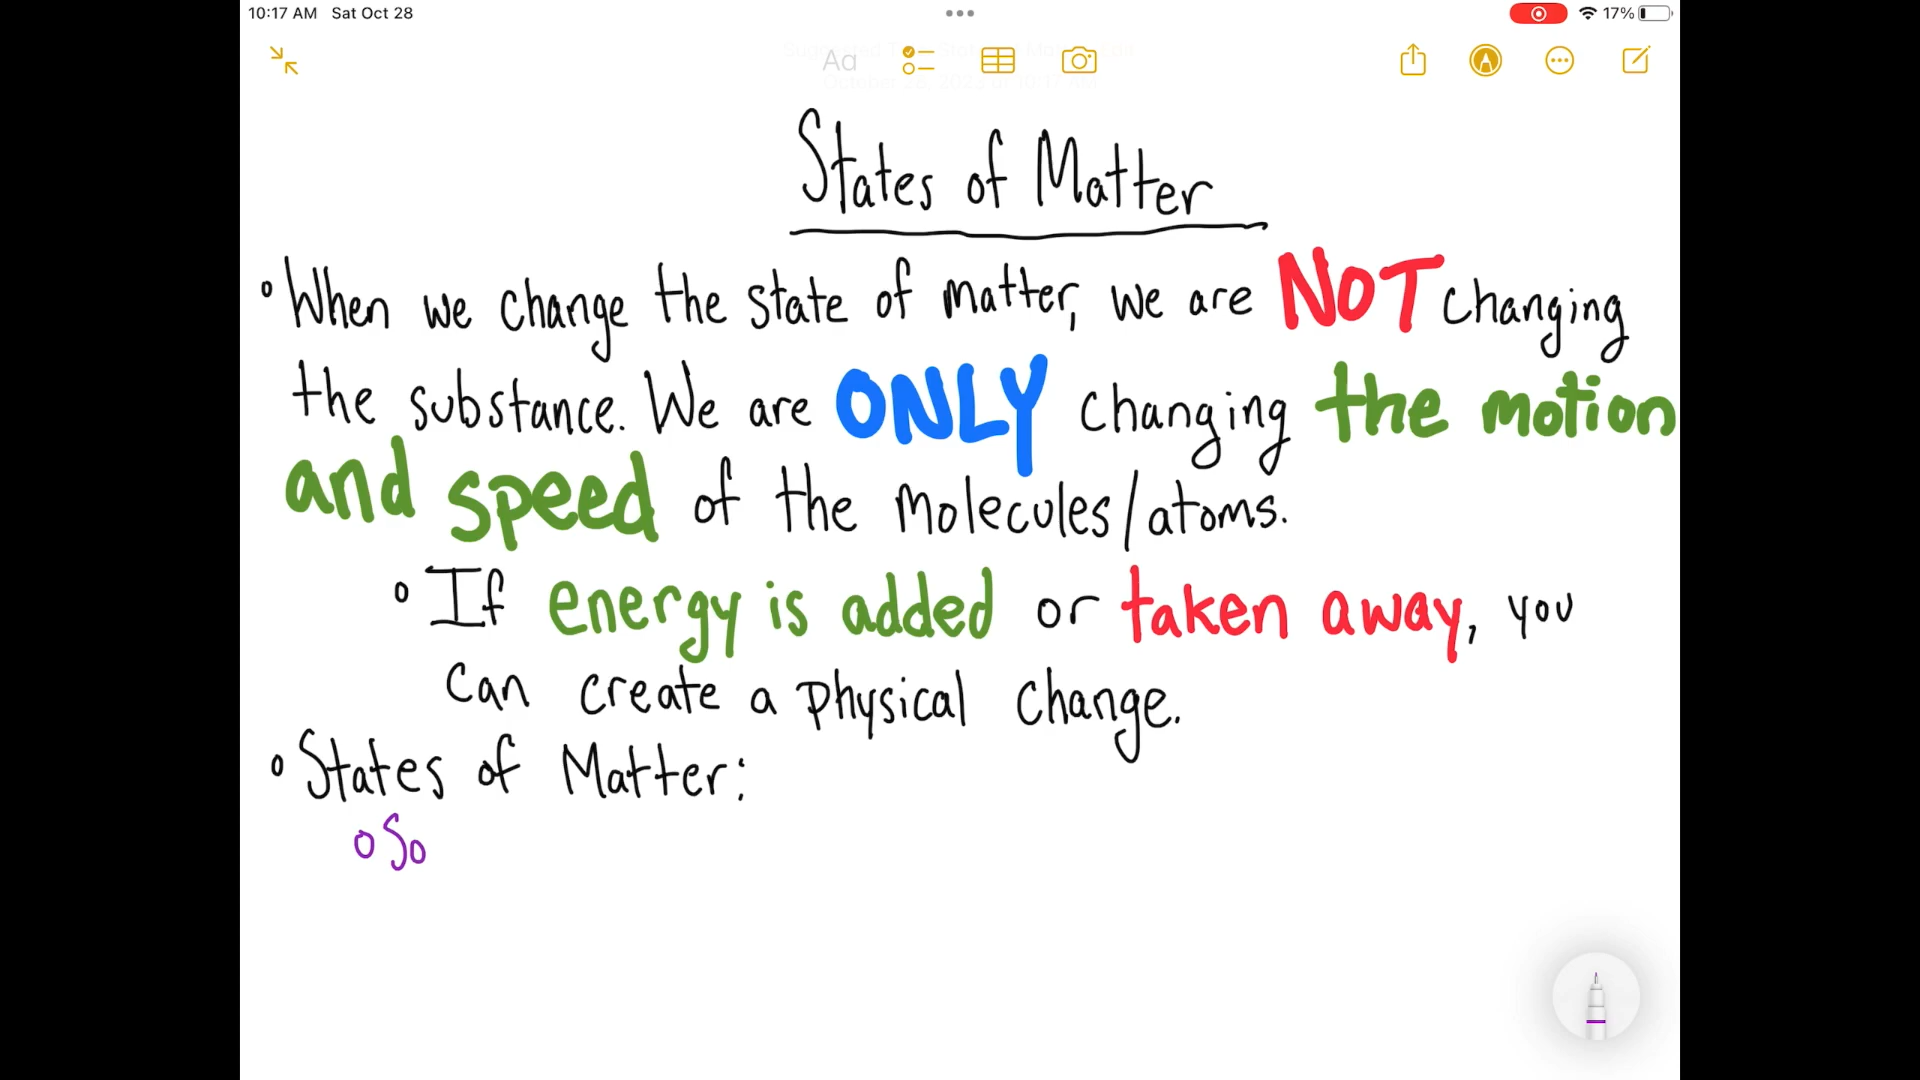 10:17 AM Sat Oct 28
17%
Aa
States of Matter
When we change the state of matter, we are NOT changing
the substance. We are ONLY changing the motion
and speed of the molecules/atoms.
If energy is added or taken away, you
can create a physical change.
States of Matter:
So